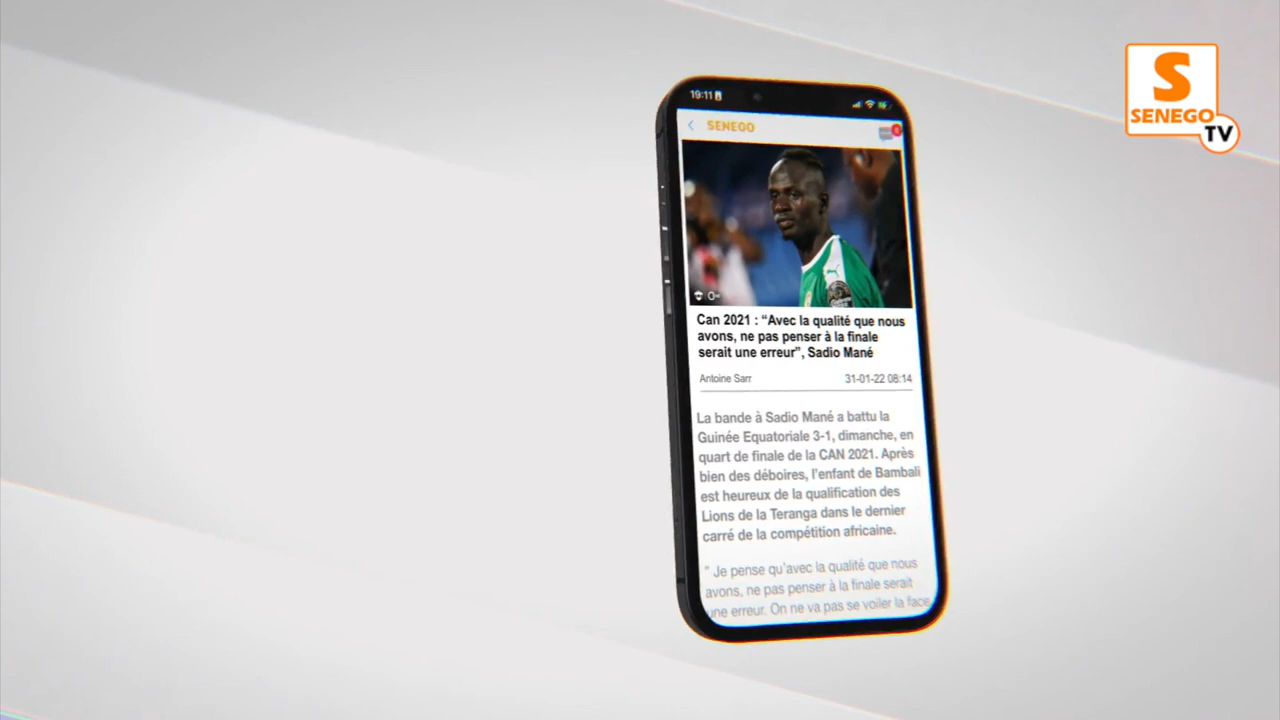 19:11
SENEGO
S
SENEGO
TV
Can 2021 : “Avec la qualité que nous
avons, ne pas penser à la finale
serait une erreur”, Sadio Mané
Antoine Sarr 31-01-22 08:14
La bande à Sadio Mané a battu la
Guinée Equatoriale 3-1, dimanche, en
quart de finale de la CAN 2021. Après
bien des déboires, l’enfant de Bambali
est heureux de la qualification des
Lions de la Teranga dans le dernier
carré de la compétition africaine.
“ Je pense qu’avec la qualité que nous
avons, ne pas penser à la finale serait
une erreur. On ne va pas se voiler la face